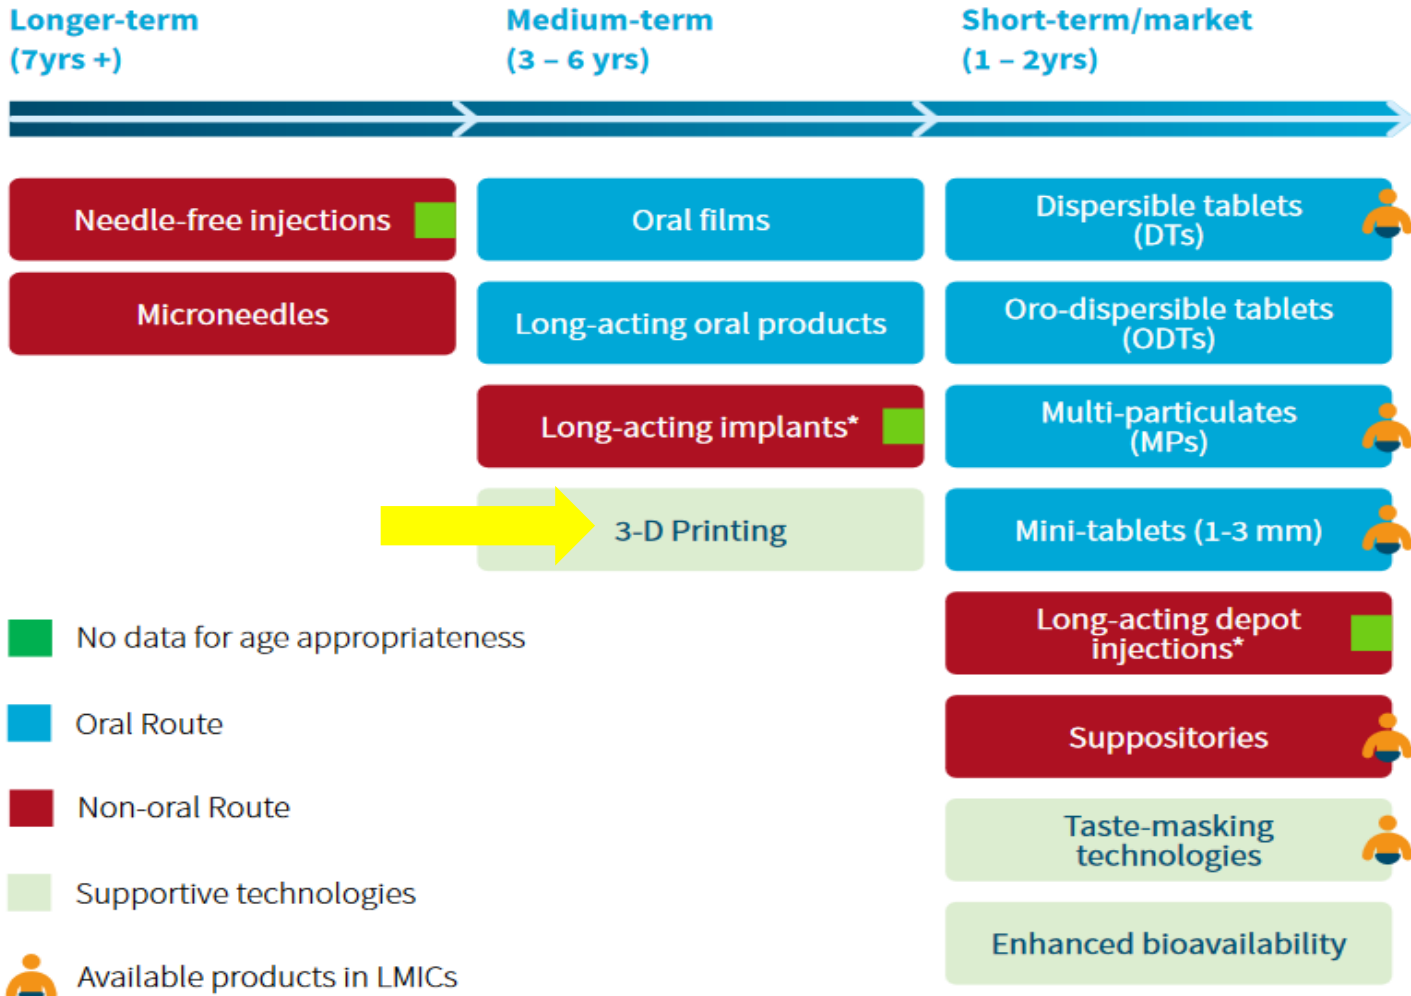 Longer-term
(7yrs +)
Medium-term
(3 – 6 yrs)
Short-term/market
(1 – 2yrs)
Needle-free injections
Microneedles
Oral films
Long-acting oral products
Long-acting implants*
3-D Printing
Dispersible tablets
(DTs)
Oro-dispersible tablets
(ODTs)
Multi-particulates
(MPs)
Mini-tablets (1-3 mm)
Long-acting depot
injections*
Suppositories
Taste-masking
technologies
Enhanced bioavailability
No data for age appropriateness
Oral Route
Non-oral Route
Supportive technologies
Available products in LMICs